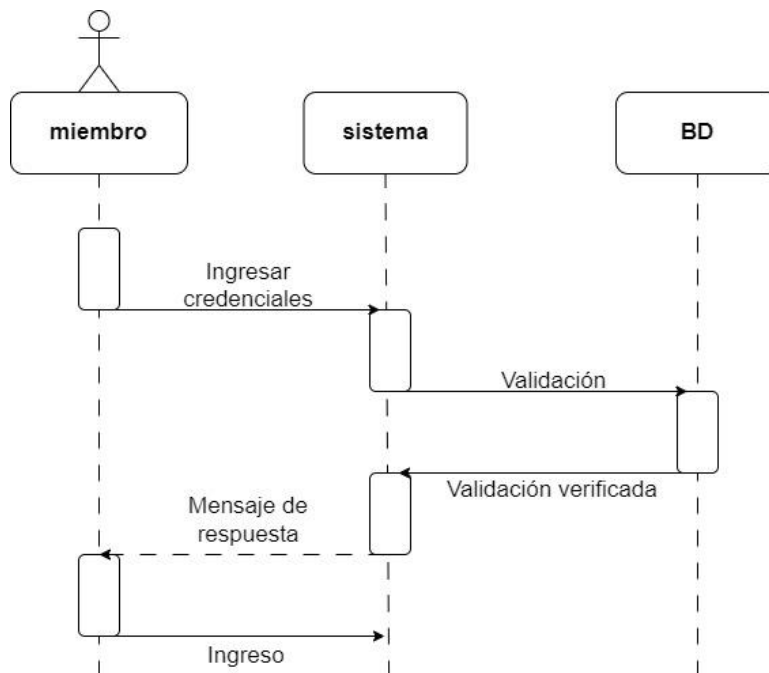 miembro
sistema
BD
Ingresar
credenciales
Validación
Validación verificada
Mensaje de
respuesta
Ingreso